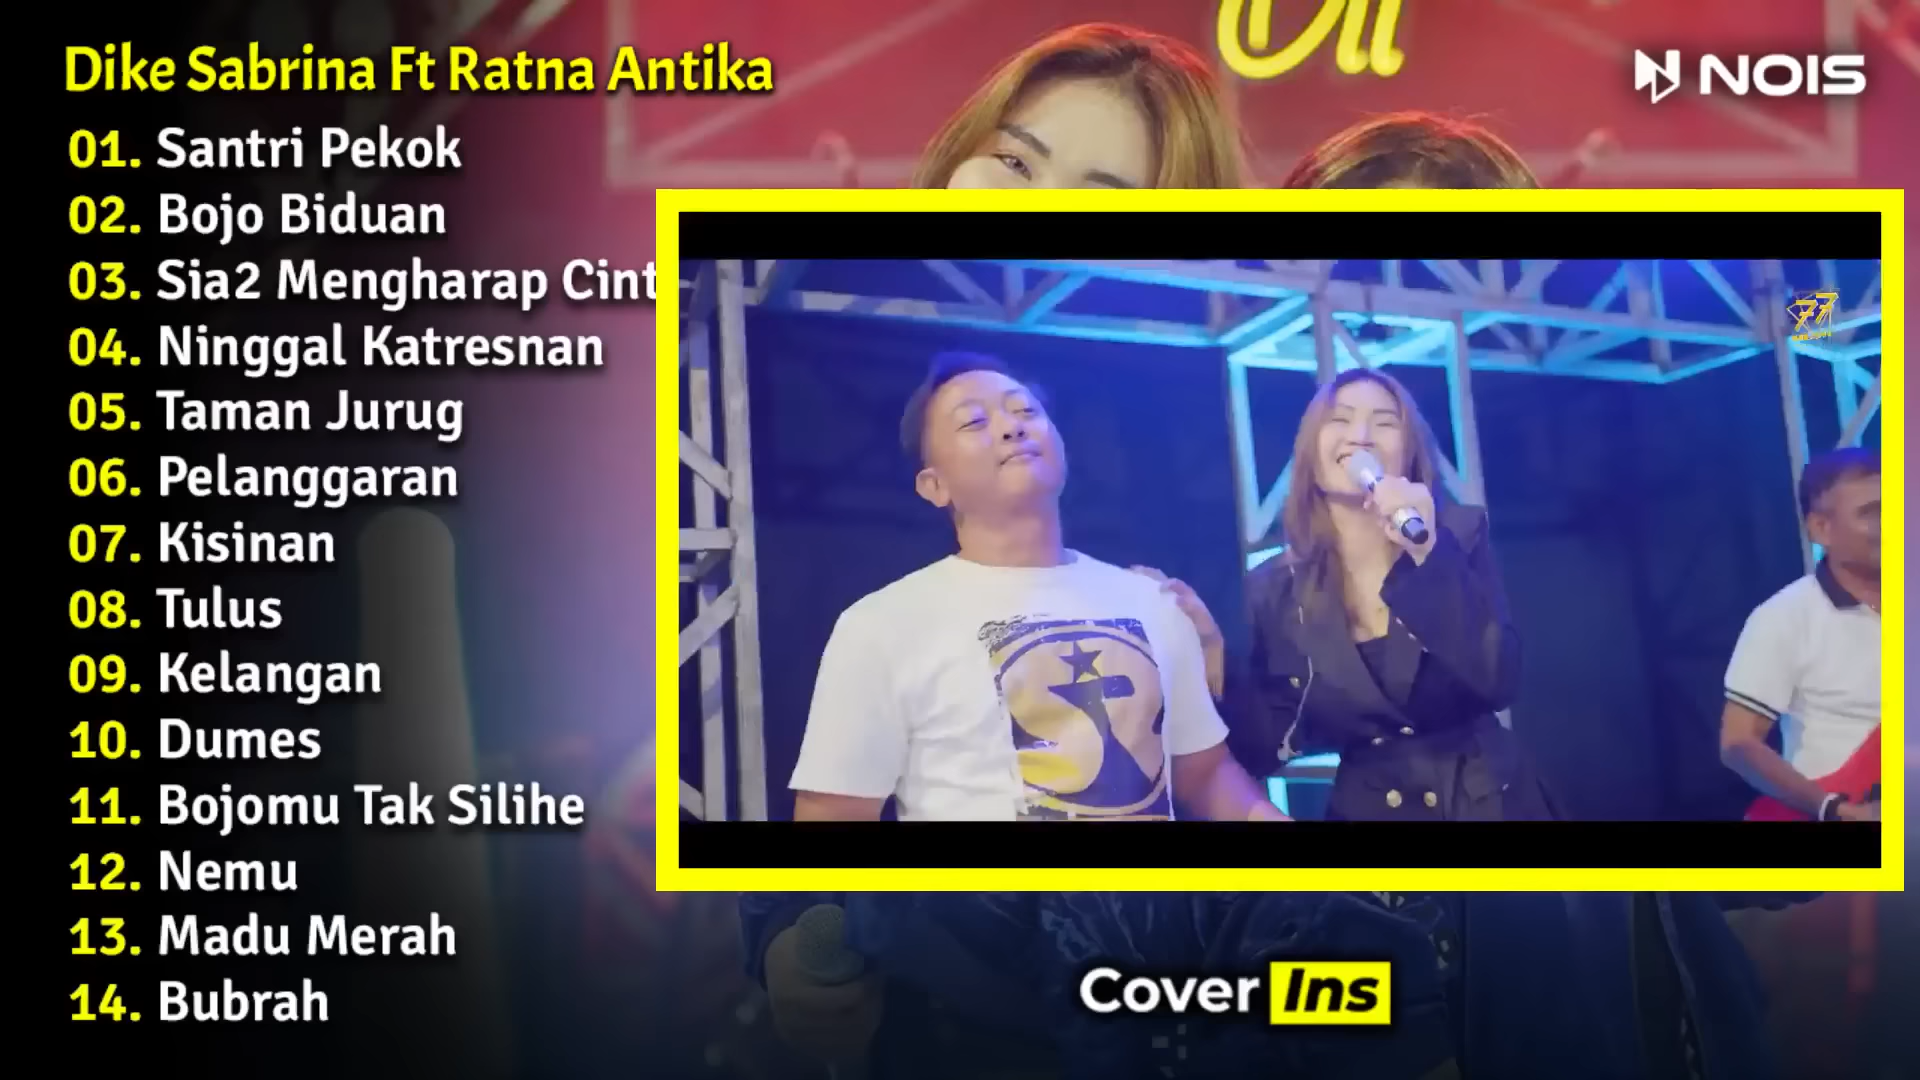 Dike Sabrina Ft Ratna Antika
NOIS
01. Santri Pekok
02. Bojo Biduan
03. Sia2 Mengharap Cint
04. Ninggal Katresnan
05. Taman Jurug
06. Pelanggaran
07. Kisinan
08. Tulus
09. Kelangan
10. Dumes
11. Bojomu Tak Silihe
12. Nemu
13. Madu Merah
14. Bubrah
77
Cover Ins